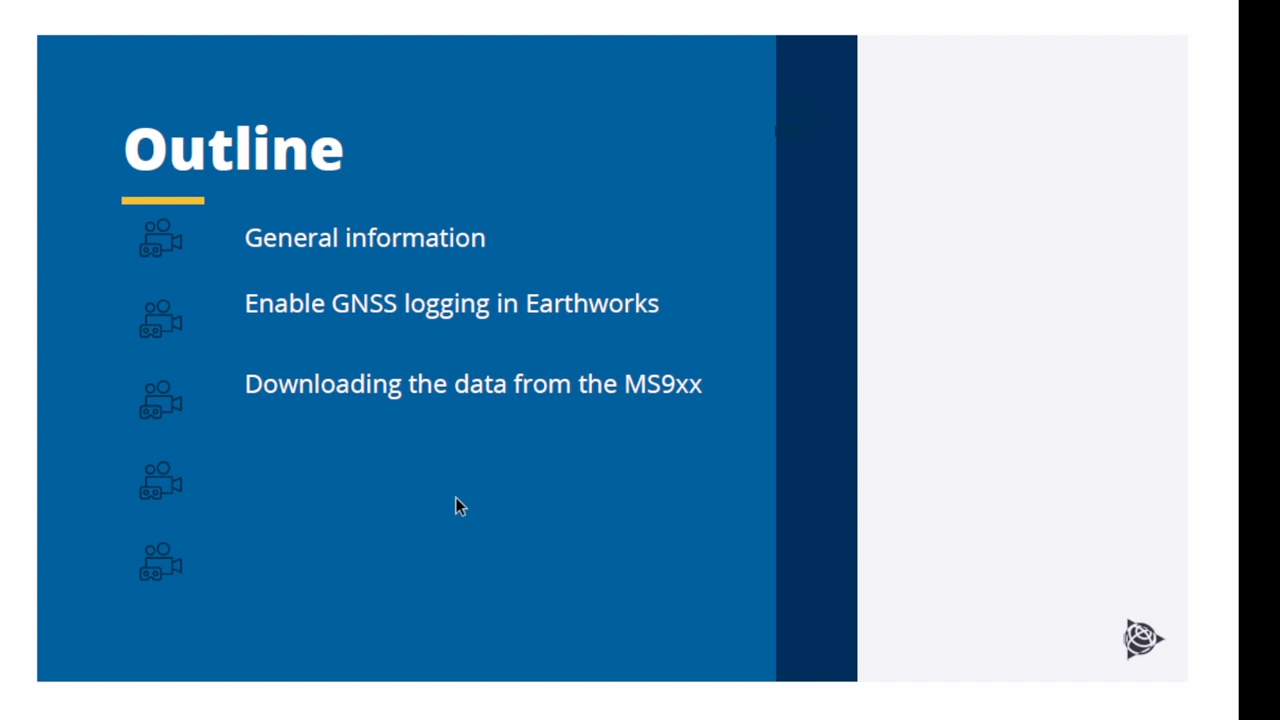 Outline
General information
Enable GNSS logging in Earthworks
Downloading the data from the MS9xx